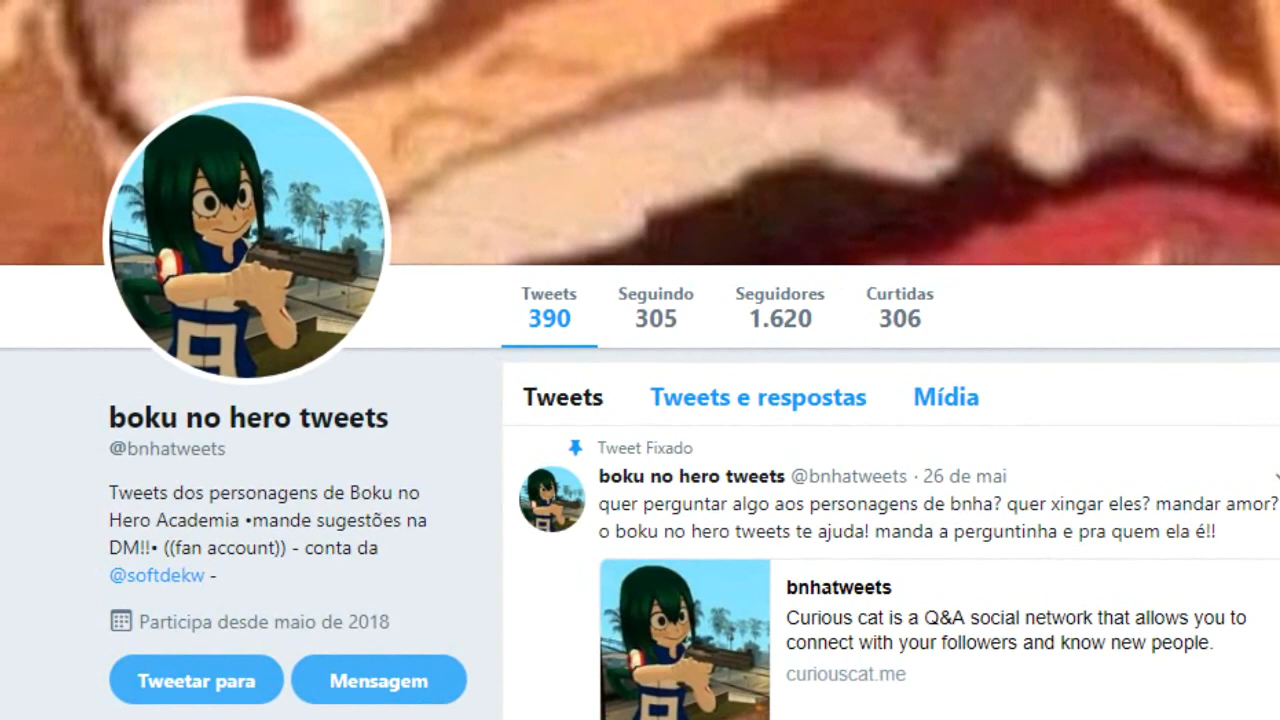 Tweets Seguindo Seguidores Curtidas
390 305 1.620 306
boku no hero tweets
@bnhatweets
Tweets dos personagens de Boku no
Hero Academia •mande sugestões na
DM!!• ((fan account)) - conta da
@softdekw -
Participa desde maio de 2018
Tweetar para Mensagem
Tweets Tweets e respostas Mídia
Tweet Fixado
boku no hero tweets @bnhatweets · 26 de mai
quer perguntar algo aos personagens de bnha? quer xingar eles? mandar amor?
o boku no hero tweets te ajuda! manda a perguntinha e pra quem ela é!!
bnhatweets
Curious cat is a Q&A social network that allows you to
connect with your followers and know new people.
curiouscat.me